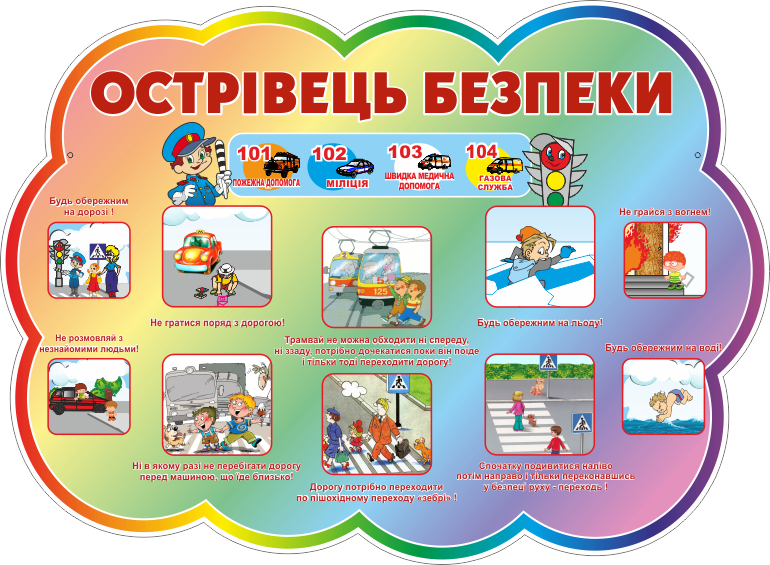 ОСТРІВЕЦЬ БЕЗПЕКИ
101
ПОЖЕЖНА ДОПОМОГА
102
МІЛІЦІЯ
103
ШВИДКА МЕДИЧНА
ДОПОМОГА
104
ГАЗОВА
СЛУЖБА
Будь обережним
на дорозі !
Не гратися поряд з дорогою!
125
Трамвай не можна обходити ні спереду,
ні ззаду, потрібно дочекатися поки він поїде
і тільки тоді переходити дорогу!
Будь обережним на льоду!
Не грайся з вогнем!
Не розмовляй з
незнайомими людьми!
Ні в якому разі не перебігати дорогу
перед машиною, що їде близько!
Дорогу потрібно переходити
по пішохідному переходу «зебрі» !
Спочатку подивитися наліво
потім направо і тільки переконавшись
у безпеці руху - переходь !
Будь обережним на воді!